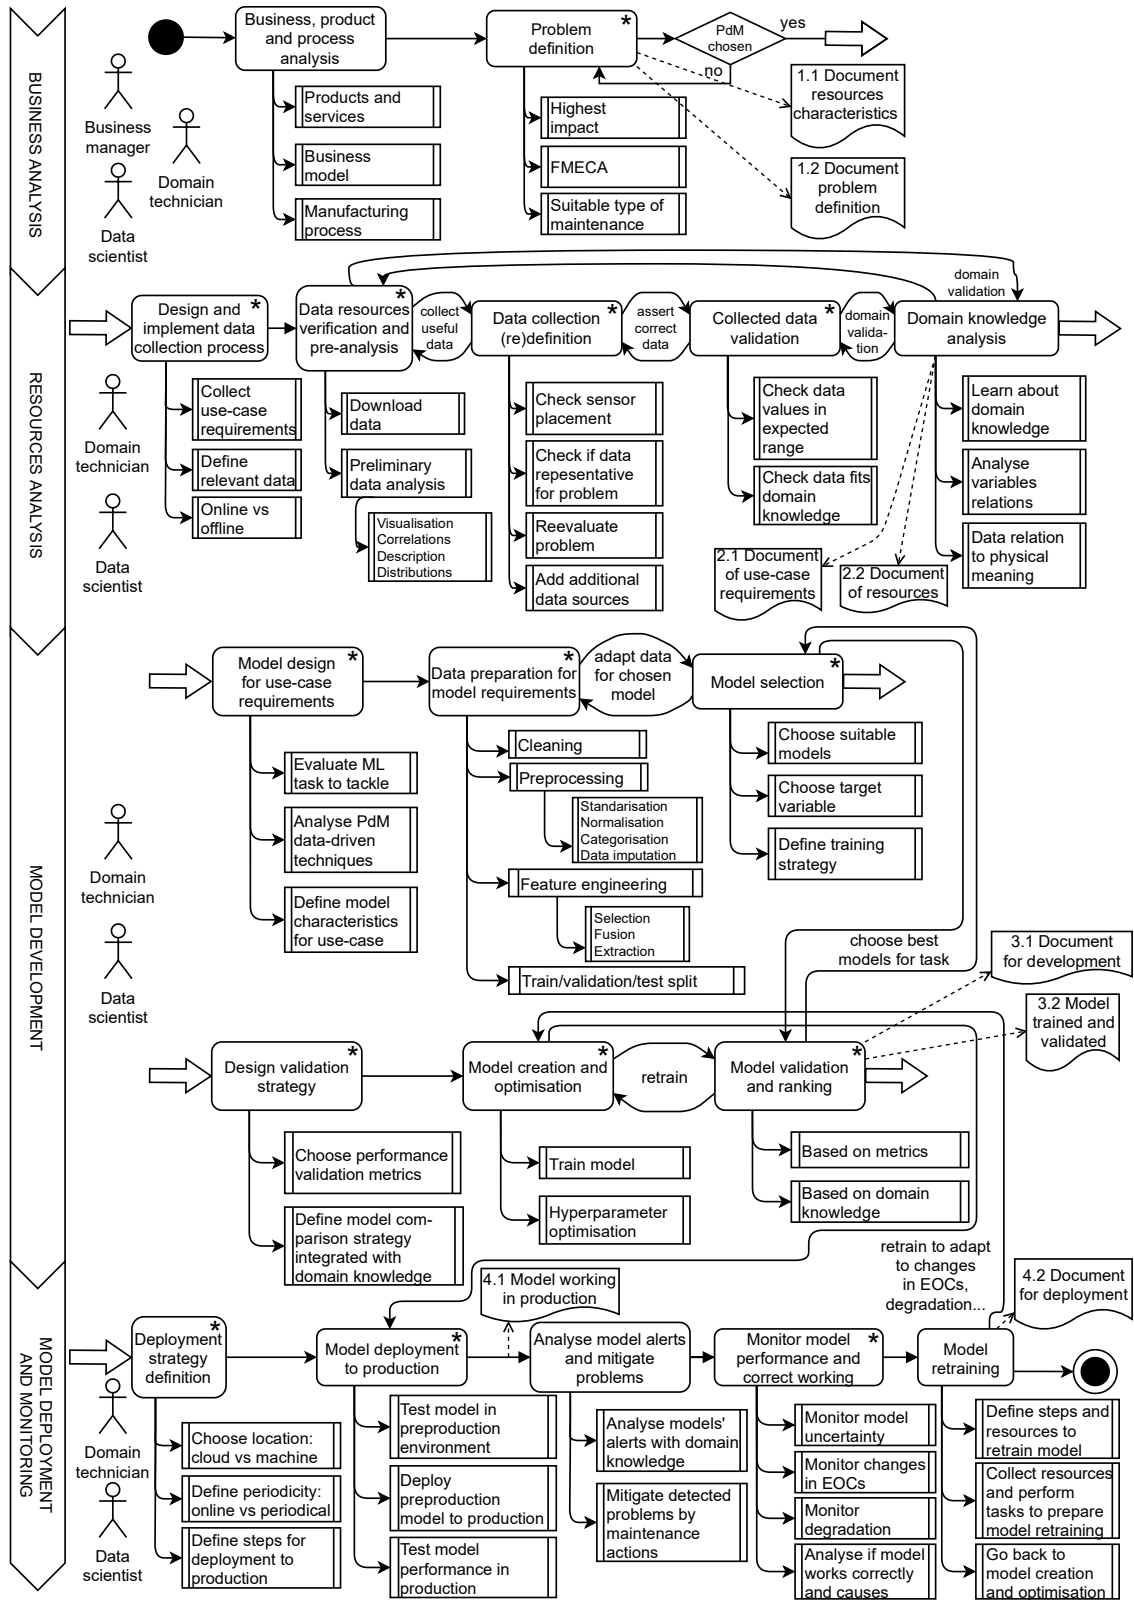 BUSINESS ANALYSIS
Business, product
and process
analysis
*
Problem
definition
PdM
chosen
yes
no
Business
manager
Domain
technician
Data
scientist
Products and
services
Business
model
Manufacturing
process
Highest
impact
FMECA
Suitable type of
maintenance
1.1 Document
resources
characteristics
1.2 Document
problem
definition
RESOURCES ANALYSIS
*
Design and
implement data
collection process
*
Data resources
verification and
pre-analysis
collect
useful
data
*
Data collection
(re)definition
assert
correct
data
*
Collected data
validation
domain
valida-
tion
domain
validation
Domain knowledge
analysis
Domain
technician
Data
scientist
Collect
use-case
requirements
Define
relevant data
Online vs
offline
Download
data
Preliminary
data analysis
Visualisation
Correlations
Description
Distributions
Check sensor
placement
Check if data
repesentative
for problem
Reevaluate
problem
Add additional
data sources
Check data
values in
expected
range
Check data fits
domain
knowledge
Learn about
domain
knowledge
Analyse
variables
relations
Data relation
to physical
meaning
2.1 Document
of use-case
requirements
2.2 Document
of resources
MODEL DEVELOPMENT
*
Model design
for use-case
requirements
*
Data preparation for
model requirements
adapt data
for chosen
model
*
Model selection
Domain
technician
Data
scientist
Evaluate ML
task to tackle
Analyse PdM
data-driven
techniques
Define model
characteristics
for use-case
Cleaning
Preprocessing
Standarisation
Normalisation
Categorisation
Data imputation
Feature engineering
Selection
Fusion
Extraction
Train/validation/test split
Choose suitable
models
Choose target
variable
Define training
strategy
choose best
models for task
3.1 Document
for development
3.2 Model
trained and
validated
*
Design validation
strategy
*
Model creation and
optimisation
retrain
*
Model validation
and ranking
Choose performance
validation metrics
Define model com-
parison strategy
integrated with
domain knowledge
Train model
Hyperparameter
optimisation
Based on metrics
Based on domain
knowledge
retrain to adapt
to changes
in EOCs,
degradation...
MODEL DEPLOYMENT
AND MONITORING
4.1 Model working
in production
4.2 Document
for deployment
*
Deployment
strategy
definition
*
Model deployment
to production
Analyse model alerts
and mitigate
problems
*
Monitor model
performance and
correct working
Model
retraining
Domain
technician
Data
scientist
Choose location:
cloud vs machine
Define periodicity:
online vs periodical
Define steps for
deployment to
production
Test model in
preproduction
environment
Deploy
preproduction
model to production
Test model
performance in
production
Analyse models'
alerts with domain
knowledge
Mitigate detected
problems by
maintenance
actions
Monitor model
uncertainty
Monitor changes
in EOCs
Monitor
degradation
Analyse if model
works correctly
and causes
Define steps and
resources to
retrain model
Collect resources
and perform
tasks to prepare
model retraining
Go back to
model creation
and optimisation